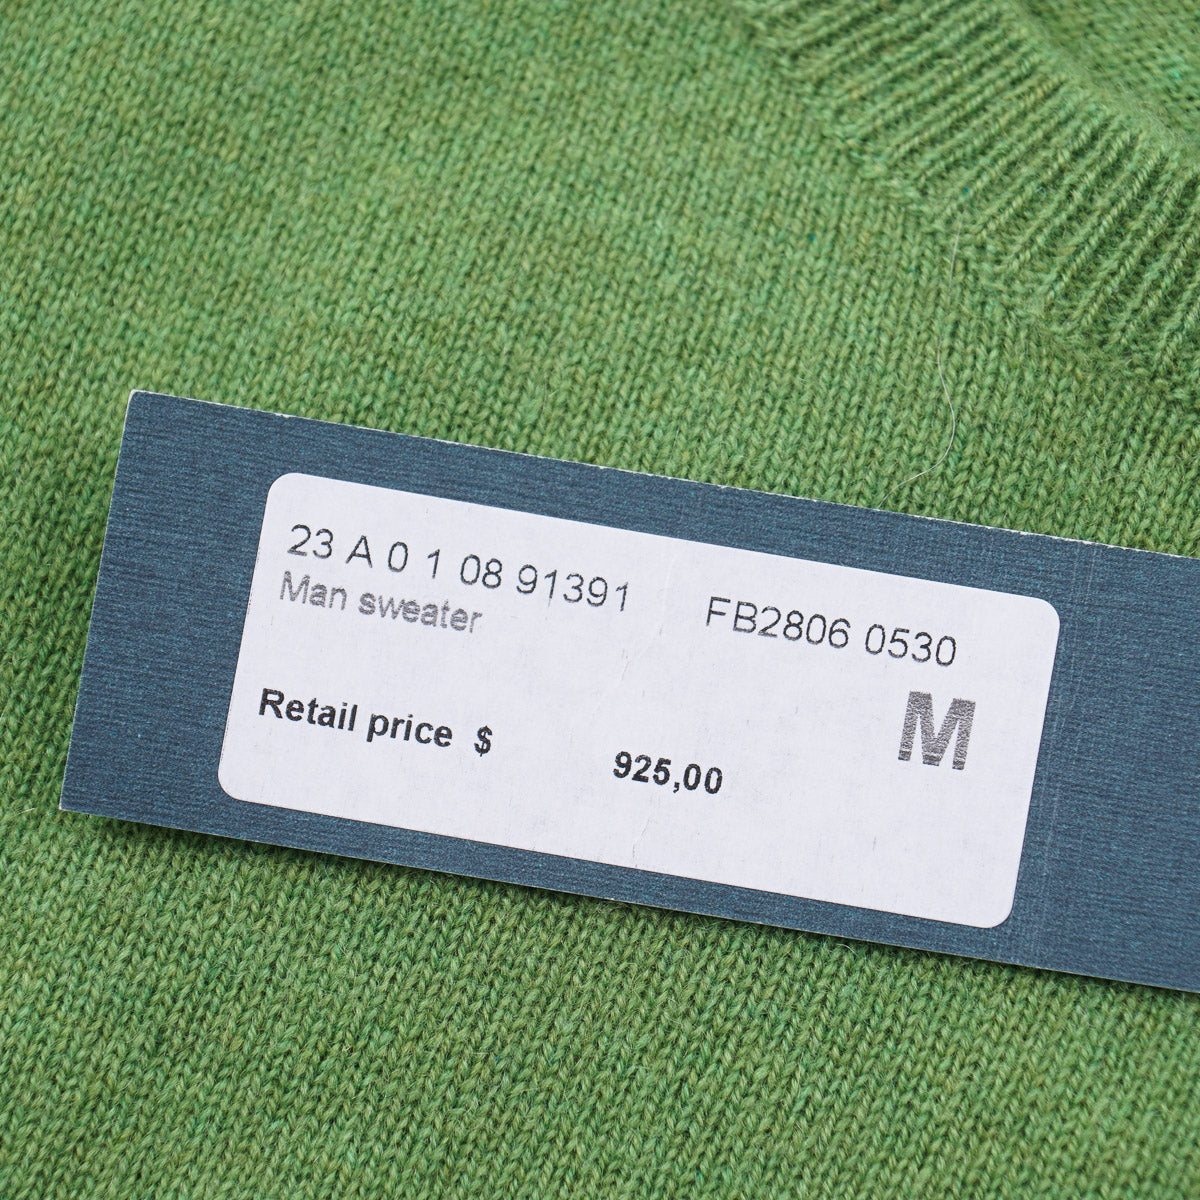 23 A 0 1 08 91391 FB2806 0530
Man sweater
M
Retail price $ 925,00